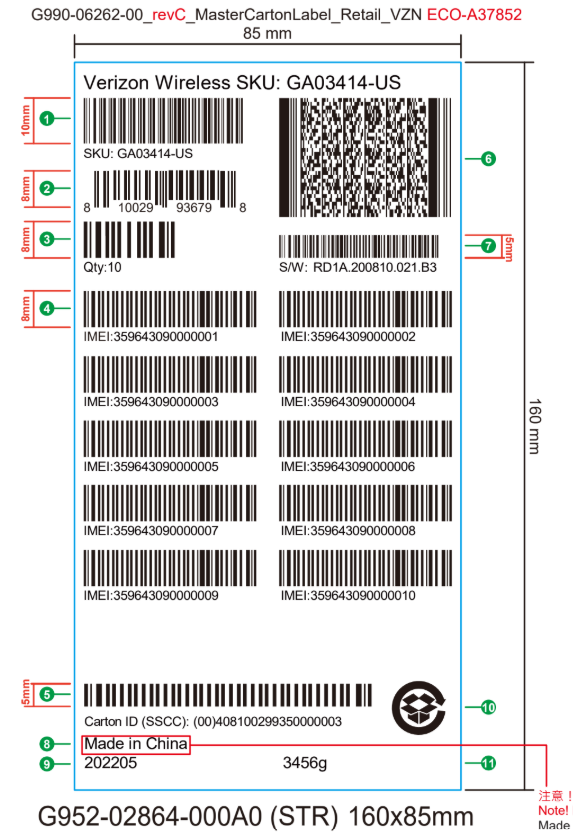 G990-06262-00_revC_MasterCartonLabel_Retail_VZN ECO-A37852
85 mm
Verizon Wireless SKU: GA03414-US
10mm
1
SKU: GA03414-US
6
8mm
2
8 10029 93679 8
8mm
3
Qty:10
7
5mm
S/W: RD1A.200810.021.B3
8mm
4
IMEI:359643090000001
IMEI:359643090000002
IMEI:359643090000003
IMEI:359643090000004
160 mm
IMEI:359643090000005
IMEI:359643090000006
IMEI:359643090000007
IMEI:359643090000008
IMEI:359643090000009
IMEI:359643090000010
5mm
5
Carton ID (SSCC): (00)408100299350000003
10
8
Made in China
9
202205
3456g
11
注意！
Note!
Made
G952-02864-000A0 (STR) 160x85mm